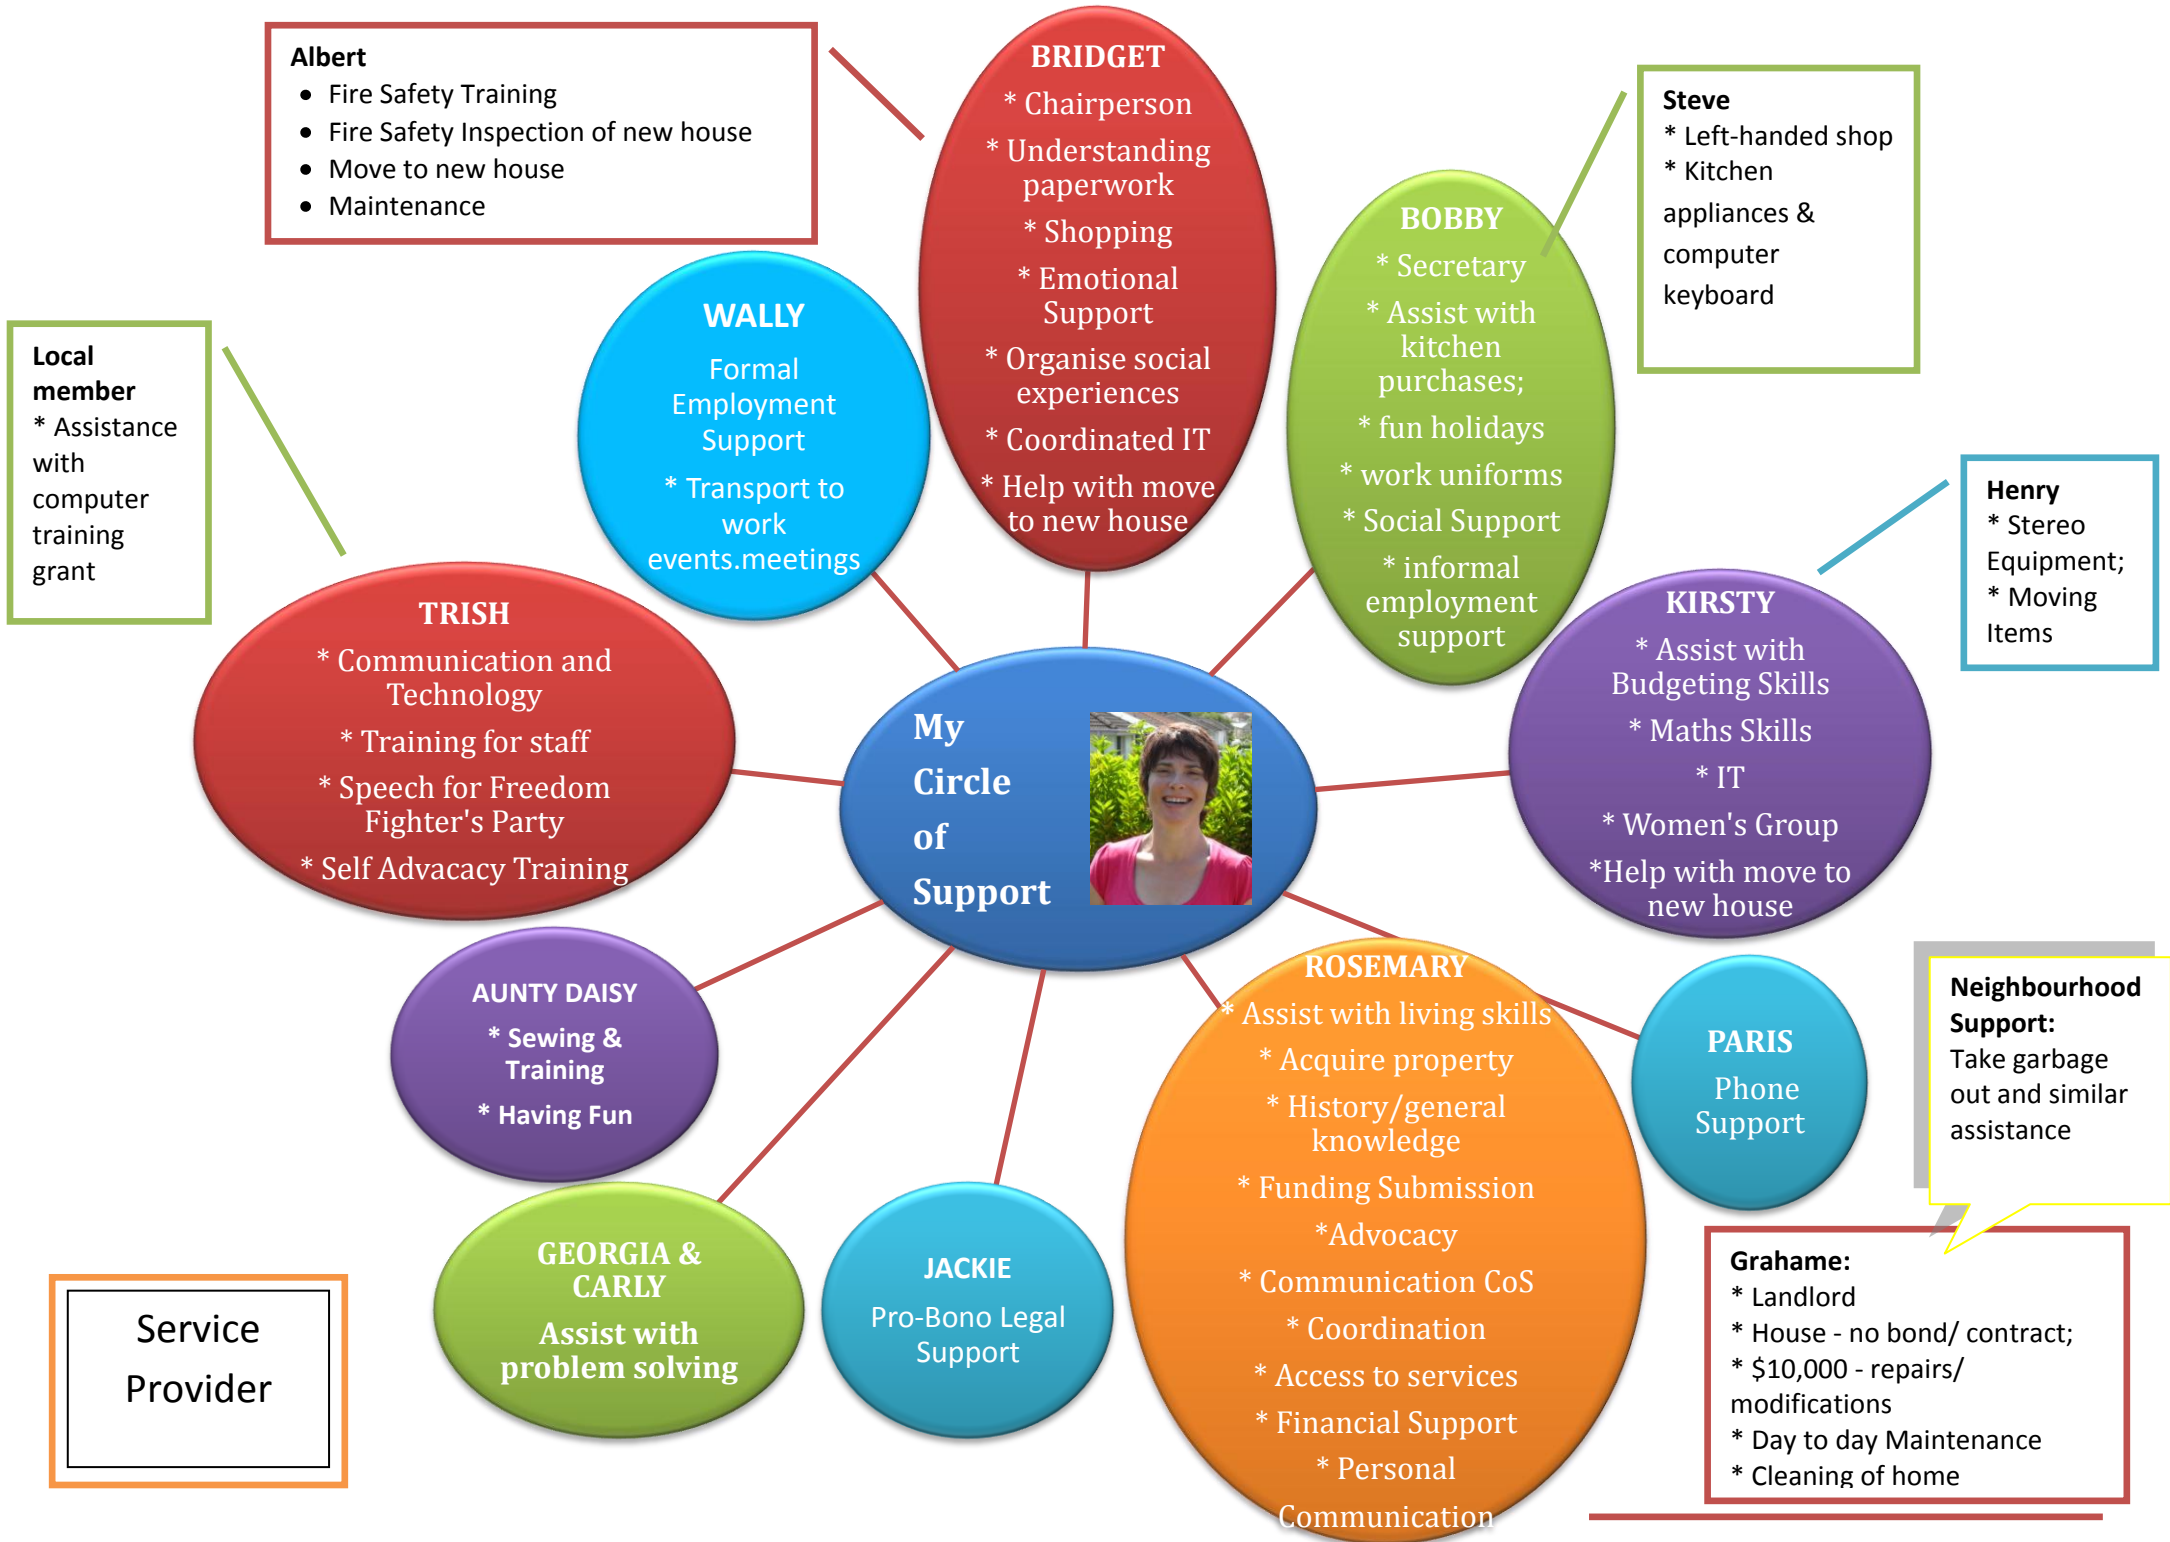 Albert
• Fire Safety Training
• Fire Safety Inspection of new house
• Move to new house
• Maintenance
BRIDGET
* Chairperson
* Understanding
paperwork
* Shopping
* Emotional
Support
* Organise social
experiences
* Coordinated IT
* Help with move
to new house
Steve
* Left-handed shop
* Kitchen
appliances &
computer
keyboard
BOBBY
* Secretary
* Assist with
kitchen
purchases;
* fun holidays
* work uniforms
* Social Support
* informal
employment
support
WALLY
Formal
Employment
Support
* Transport to
work
events.meetings
Local
member
* Assistance
with
computer
training
grant
Henry
* Stereo
Equipment;
* Moving
Items
TRISH
* Communication and
Technology
* Training for staff
* Speech for Freedom
Fighter's Party
* Self Advacacy Training
KIRSTY
* Assist with
Budgeting Skills
* Maths Skills
* IT
* Women's Group
*Help with move to
new house
My
Circle
of
Support
AUNTY DAISY
* Sewing &
Training
* Having Fun
ROSEMARY
* Assist with living skills
* Acquire property
* History/general
knowledge
* Funding Submission
*Advocacy
* Communication CoS
* Coordination
* Access to services
* Financial Support
* Personal
Communication
PARIS
Phone
Support
Neighbourhood
Support:
Take garbage
out and similar
assistance
GEORGIA &
CARLY
Assist with
problem solving
JACKIE
Pro-Bono Legal
Support
Grahame:
* Landlord
* House - no bond/ contract;
* $10,000 - repairs/
modifications
* Day to day Maintenance
* Cleaning of home
Service
Provider